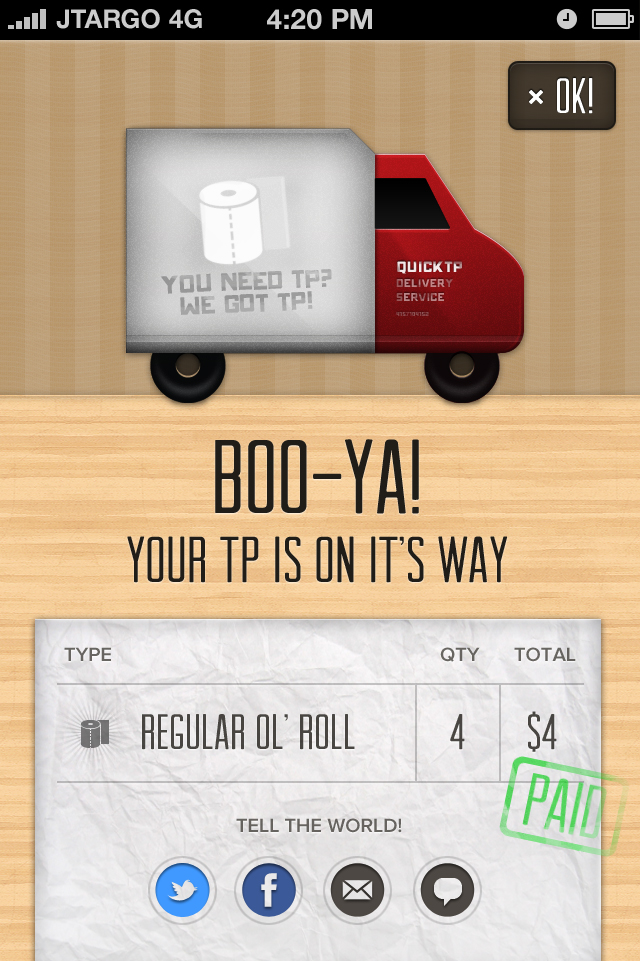 JTARGO 4G 4:20 PM
× OK!
YOU NEED TP?
WE GOT TP!
QUICKTP
DELIVERY
SERVICE
BOO-YA!
YOUR TP IS ON IT'S WAY
TYPE QTY TOTAL
REGULAR OL' ROLL 4 $4
PAID
TELL THE WORLD!